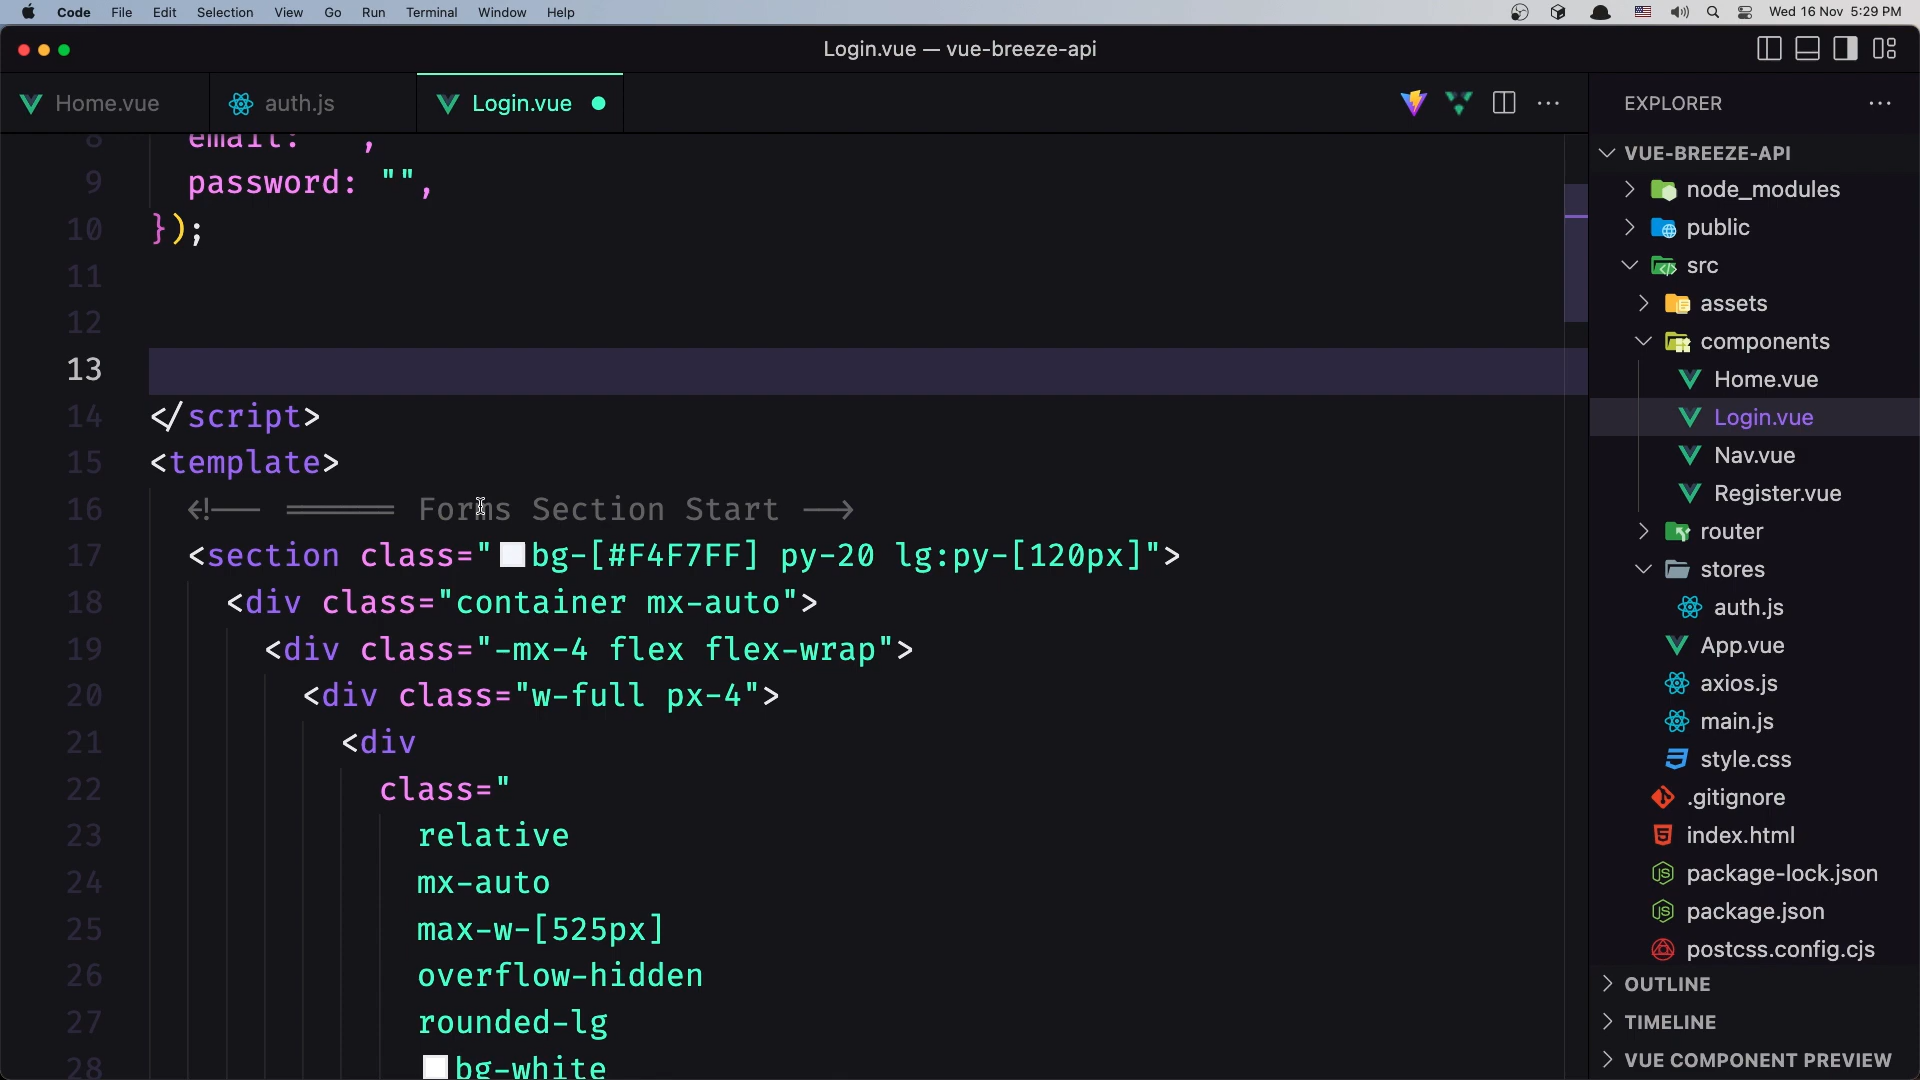 Code File Edit Selection View Go Run Terminal Window Help Wed 16 Nov 5:29 PM
Login.vue — vue-breeze-api
Home.vue auth.js Login.vue
8 email: "",
9 password: "",
10 });
11
12
13
14 </script>
15 <template>
16 <!-- ====== Forms Section Start -->
17 <section class="bg-[#F4F7FF] py-20 lg:py-[120px]">
18 <div class="container mx-auto">
19 <div class="-mx-4 flex flex-wrap">
20 <div class="w-full px-4">
21 <div
22 class="
23 relative
24 mx-auto
25 max-w-[525px]
26 overflow-hidden
27 rounded-lg
28 bg-white
EXPLORER
VUE-BREEZE-API
node_modules
public
src
assets
components
Home.vue
Login.vue
Nav.vue
Register.vue
router
stores
auth.js
App.vue
axios.js
main.js
style.css
.gitignore
index.html
package-lock.json
package.json
postcss.config.cjs
OUTLINE
TIMELINE
VUE COMPONENT PREVIEW